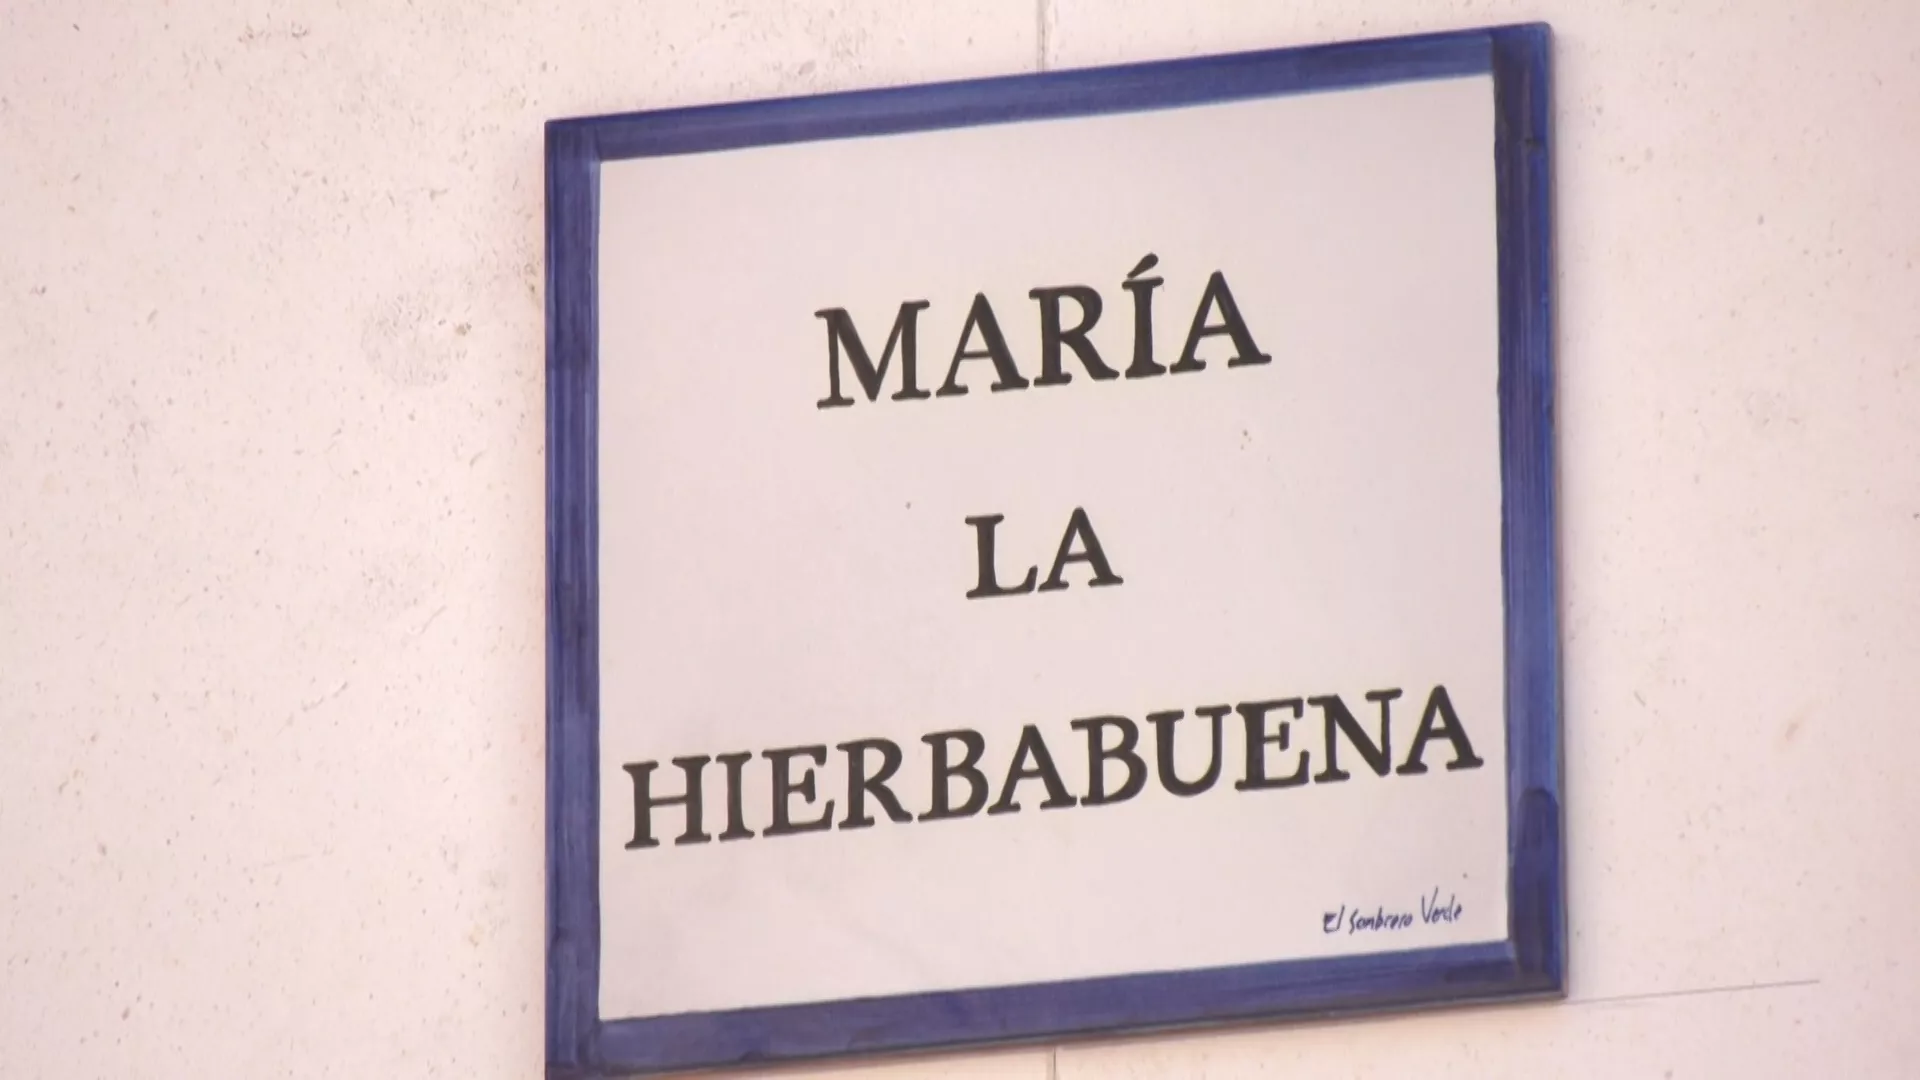 MARÍA
LA
HIERBABUENA
El Sombrero Verde